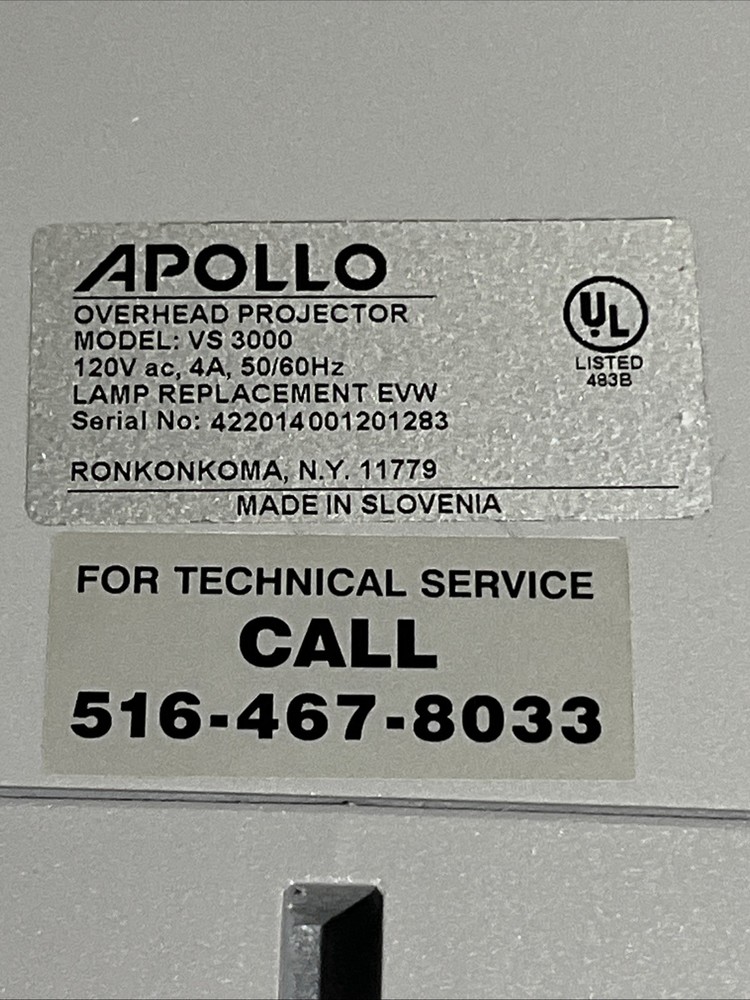 APOLLO
OVERHEAD PROJECTOR
MODEL: VS 3000
120V ac, 4A, 50/60Hz
LAMP REPLACEMENT EVW
Serial No: 422014001201283
RONKONKOMA, N.Y. 11779
MADE IN SLOVENIA
UL
LISTED
483B
FOR TECHNICAL SERVICE
CALL
516-467-8033